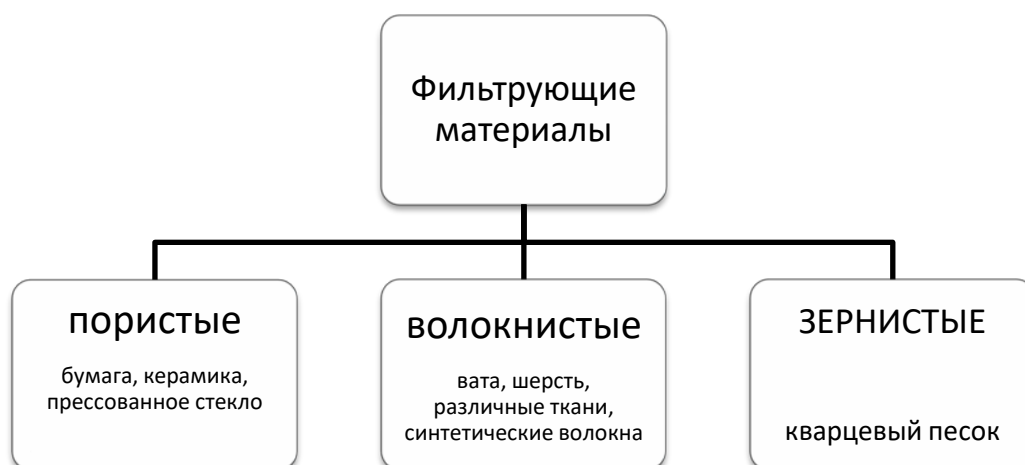 Фильтрующие
материалы
пористые
бумага, керамика,
прессованное стекло
волокнистые
вата, шерсть,
различные ткани,
синтетические волокна
ЗЕРНИСТЫЕ
кварцевый песок